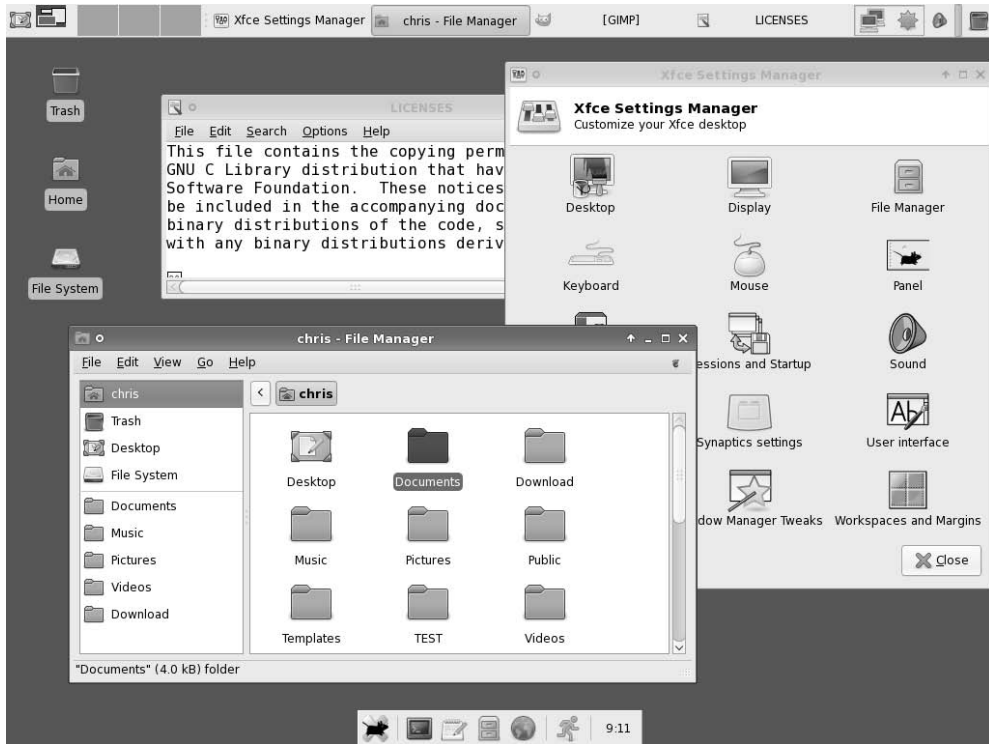 Xfce Settings Manager chris - File Manager [GIMP] LICENSES
Trash
Home
File System
LICENSES
File Edit Search Options Help
This file contains the copying perm
GNU C Library distribution that hav
Software Foundation. These notices
be included in the accompanying doc
binary distributions of the code, s
with any binary distributions deriv
Xfce Settings Manager
Xfce Settings Manager
Customize your Xfce desktop
Desktop Display File Manager
Keyboard Mouse Panel
essions and Startup Sound
Synaptics settings User interface
dow Manager Tweaks Workspaces and Margins
Close
chris - File Manager
File Edit View Go Help
chris
Trash
Desktop
File System
Documents
Music
Pictures
Videos
Download
chris
Desktop Documents Download
Music Pictures Public
Templates TEST Videos
"Documents" (4.0 kB) folder
9:11